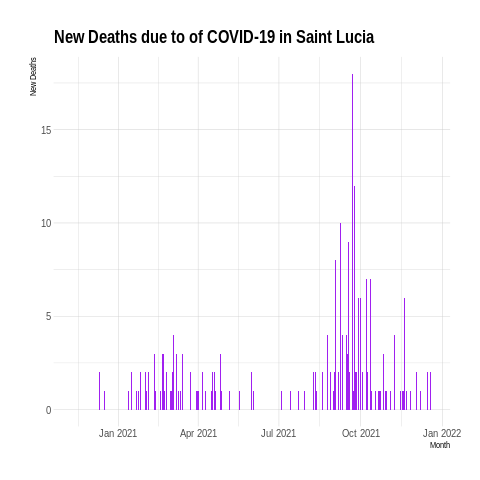 New Deaths due to of COVID-19 in Saint Lucia
New Deaths
15
10
5
0
Jan 2021 Apr 2021 Jul 2021 Oct 2021 Jan 2022
Month